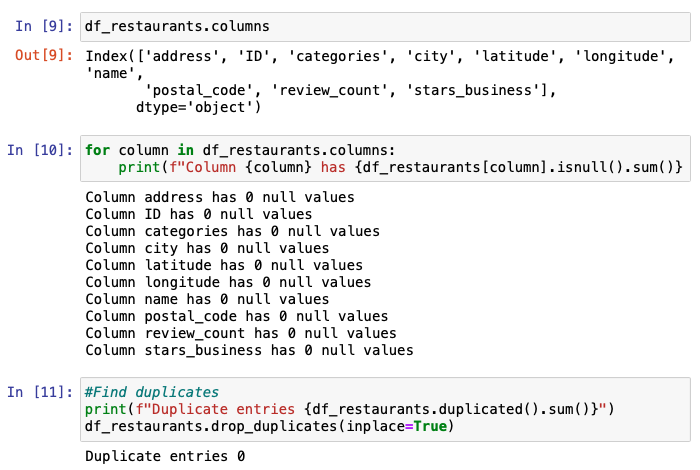 In [9]: df_restaurants.columns
Out[9]: Index(['address', 'ID', 'categories', 'city', 'latitude', 'longitude',
'name',
       'postal_code', 'review_count', 'stars_business'],
      dtype='object')
In [10]: for column in df_restaurants.columns:
    print(f"Column {column} has {df_restaurants[column].isnull().sum()}
Column address has 0 null values
Column ID has 0 null values
Column categories has 0 null values
Column city has 0 null values
Column latitude has 0 null values
Column longitude has 0 null values
Column name has 0 null values
Column postal_code has 0 null values
Column review_count has 0 null values
Column stars_business has 0 null values
In [11]: #Find duplicates
print(f"Duplicate entries {df_restaurants.duplicated().sum()}")
df_restaurants.drop_duplicates(inplace=True)
Duplicate entries 0